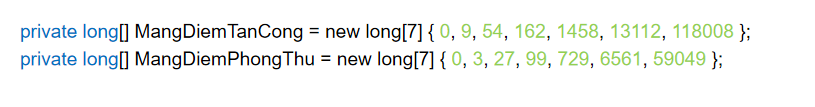 private long[] MangDiemTanCong = new long[7] { 0, 9, 54, 162, 1458, 13112, 118008 };
private long[] MangDiemPhongThu = new long[7] { 0, 3, 27, 99, 729, 6561, 59049 };